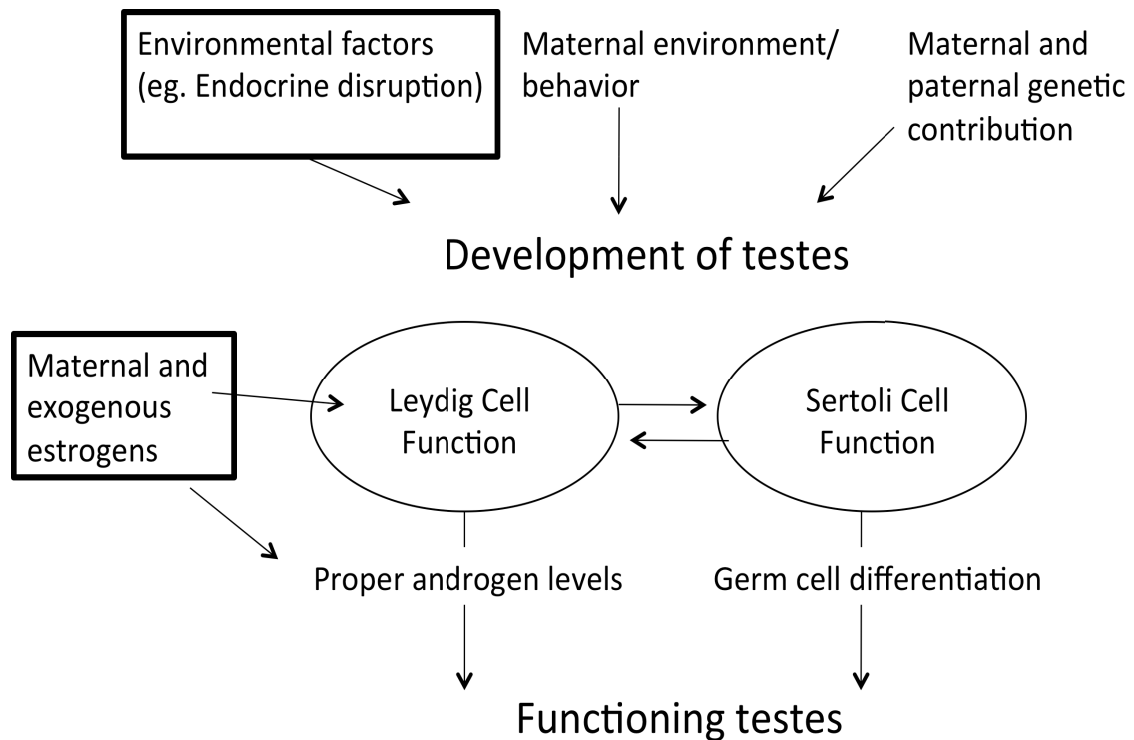 Environmental factors
(eg. Endocrine disruption)
Maternal environment/
behavior
Maternal and
paternal genetic
contribution
Development of testes
Maternal and
exogenous
estrogens
Leydig Cell
Function
Sertoli Cell
Function
Proper androgen levels
Germ cell differentiation
Functioning testes